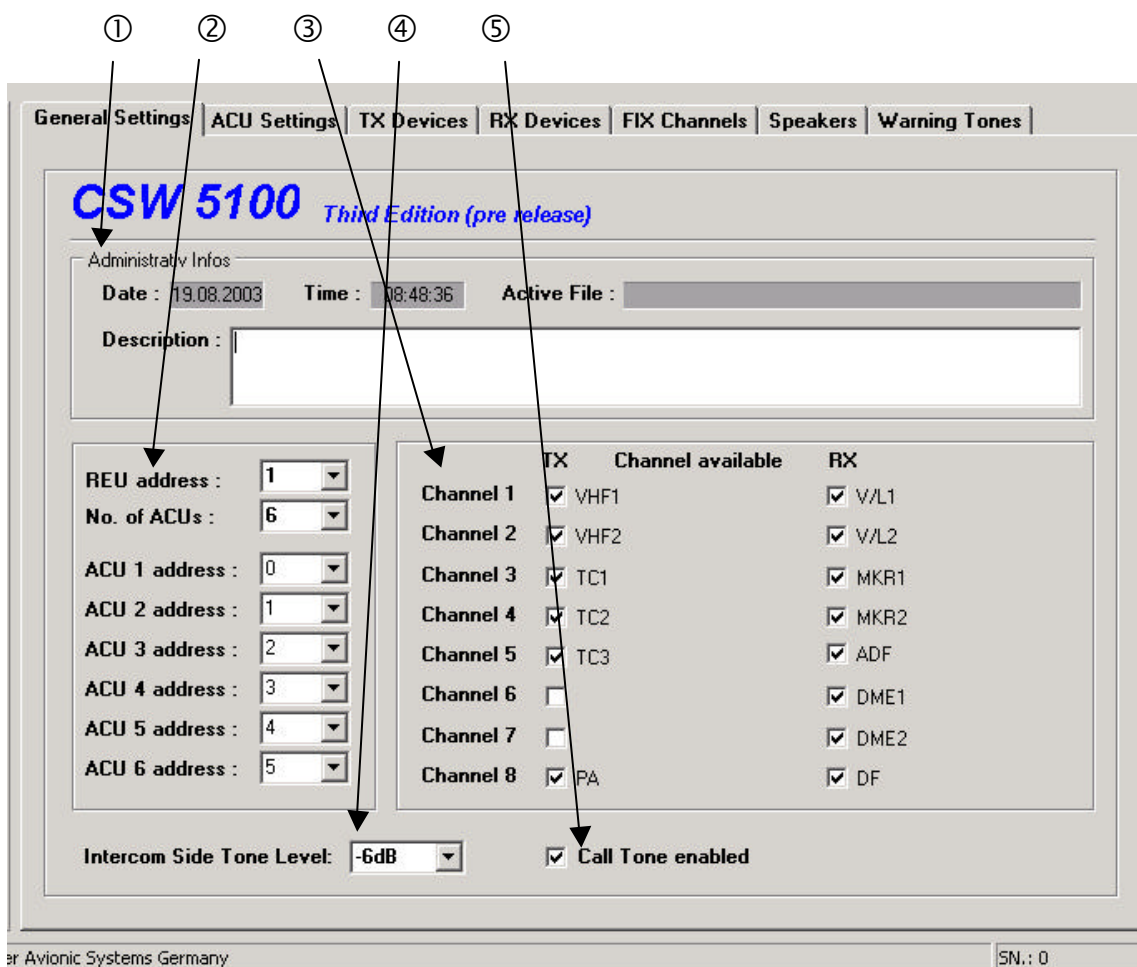 ① ② ③ ④ ⑤
General Settings ACU Settings TX Devices RX Devices FIX Channels Speakers Warning Tones
CSW 5100 Third Edition (pre release)
Administrativ Infos
Date : 19.08.2003 Time : 08:48:36 Active File :
Description :
TX Channel available RX
REU address : 1
No. of ACUs : 6
ACU 1 address : 0
ACU 2 address : 1
ACU 3 address : 2
ACU 4 address : 3
ACU 5 address : 4
ACU 6 address : 5
Channel 1 VHF1 V/L1
Channel 2 VHF2 V/L2
Channel 3 TC1 MKR1
Channel 4 TC2 MKR2
Channel 5 TC3 ADF
Channel 6 DME1
Channel 7 DME2
Channel 8 PA DF
Intercom Side Tone Level: -6dB Call Tone enabled
er Avionic Systems Germany SN.: 0